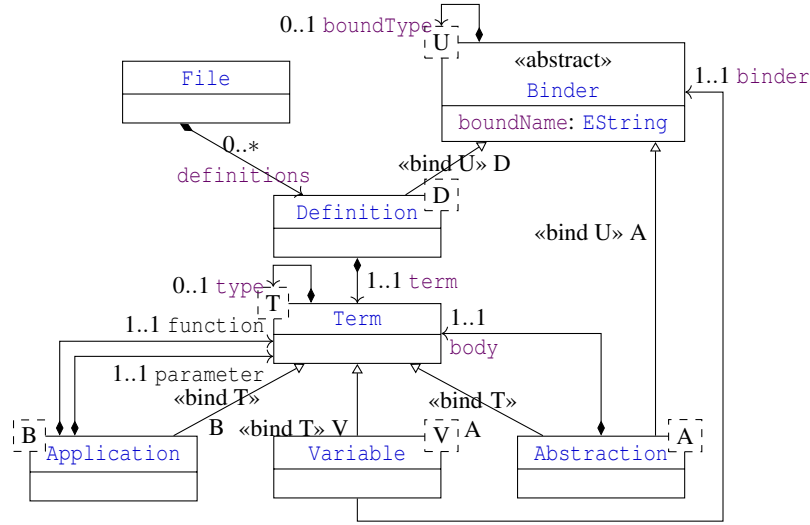 0..1 boundType
U
«abstract»
Binder
boundName: EString
1..1 binder
File
0..*
definitions
«bind U» D
D
Definition
«bind U» A
0..1 type
T
1..1 term
Term
1..1 function
1..1
body
1..1 parameter
«bind T»
B
«bind T» V
«bind T»
A
B
Application
V
Variable
A
Abstraction